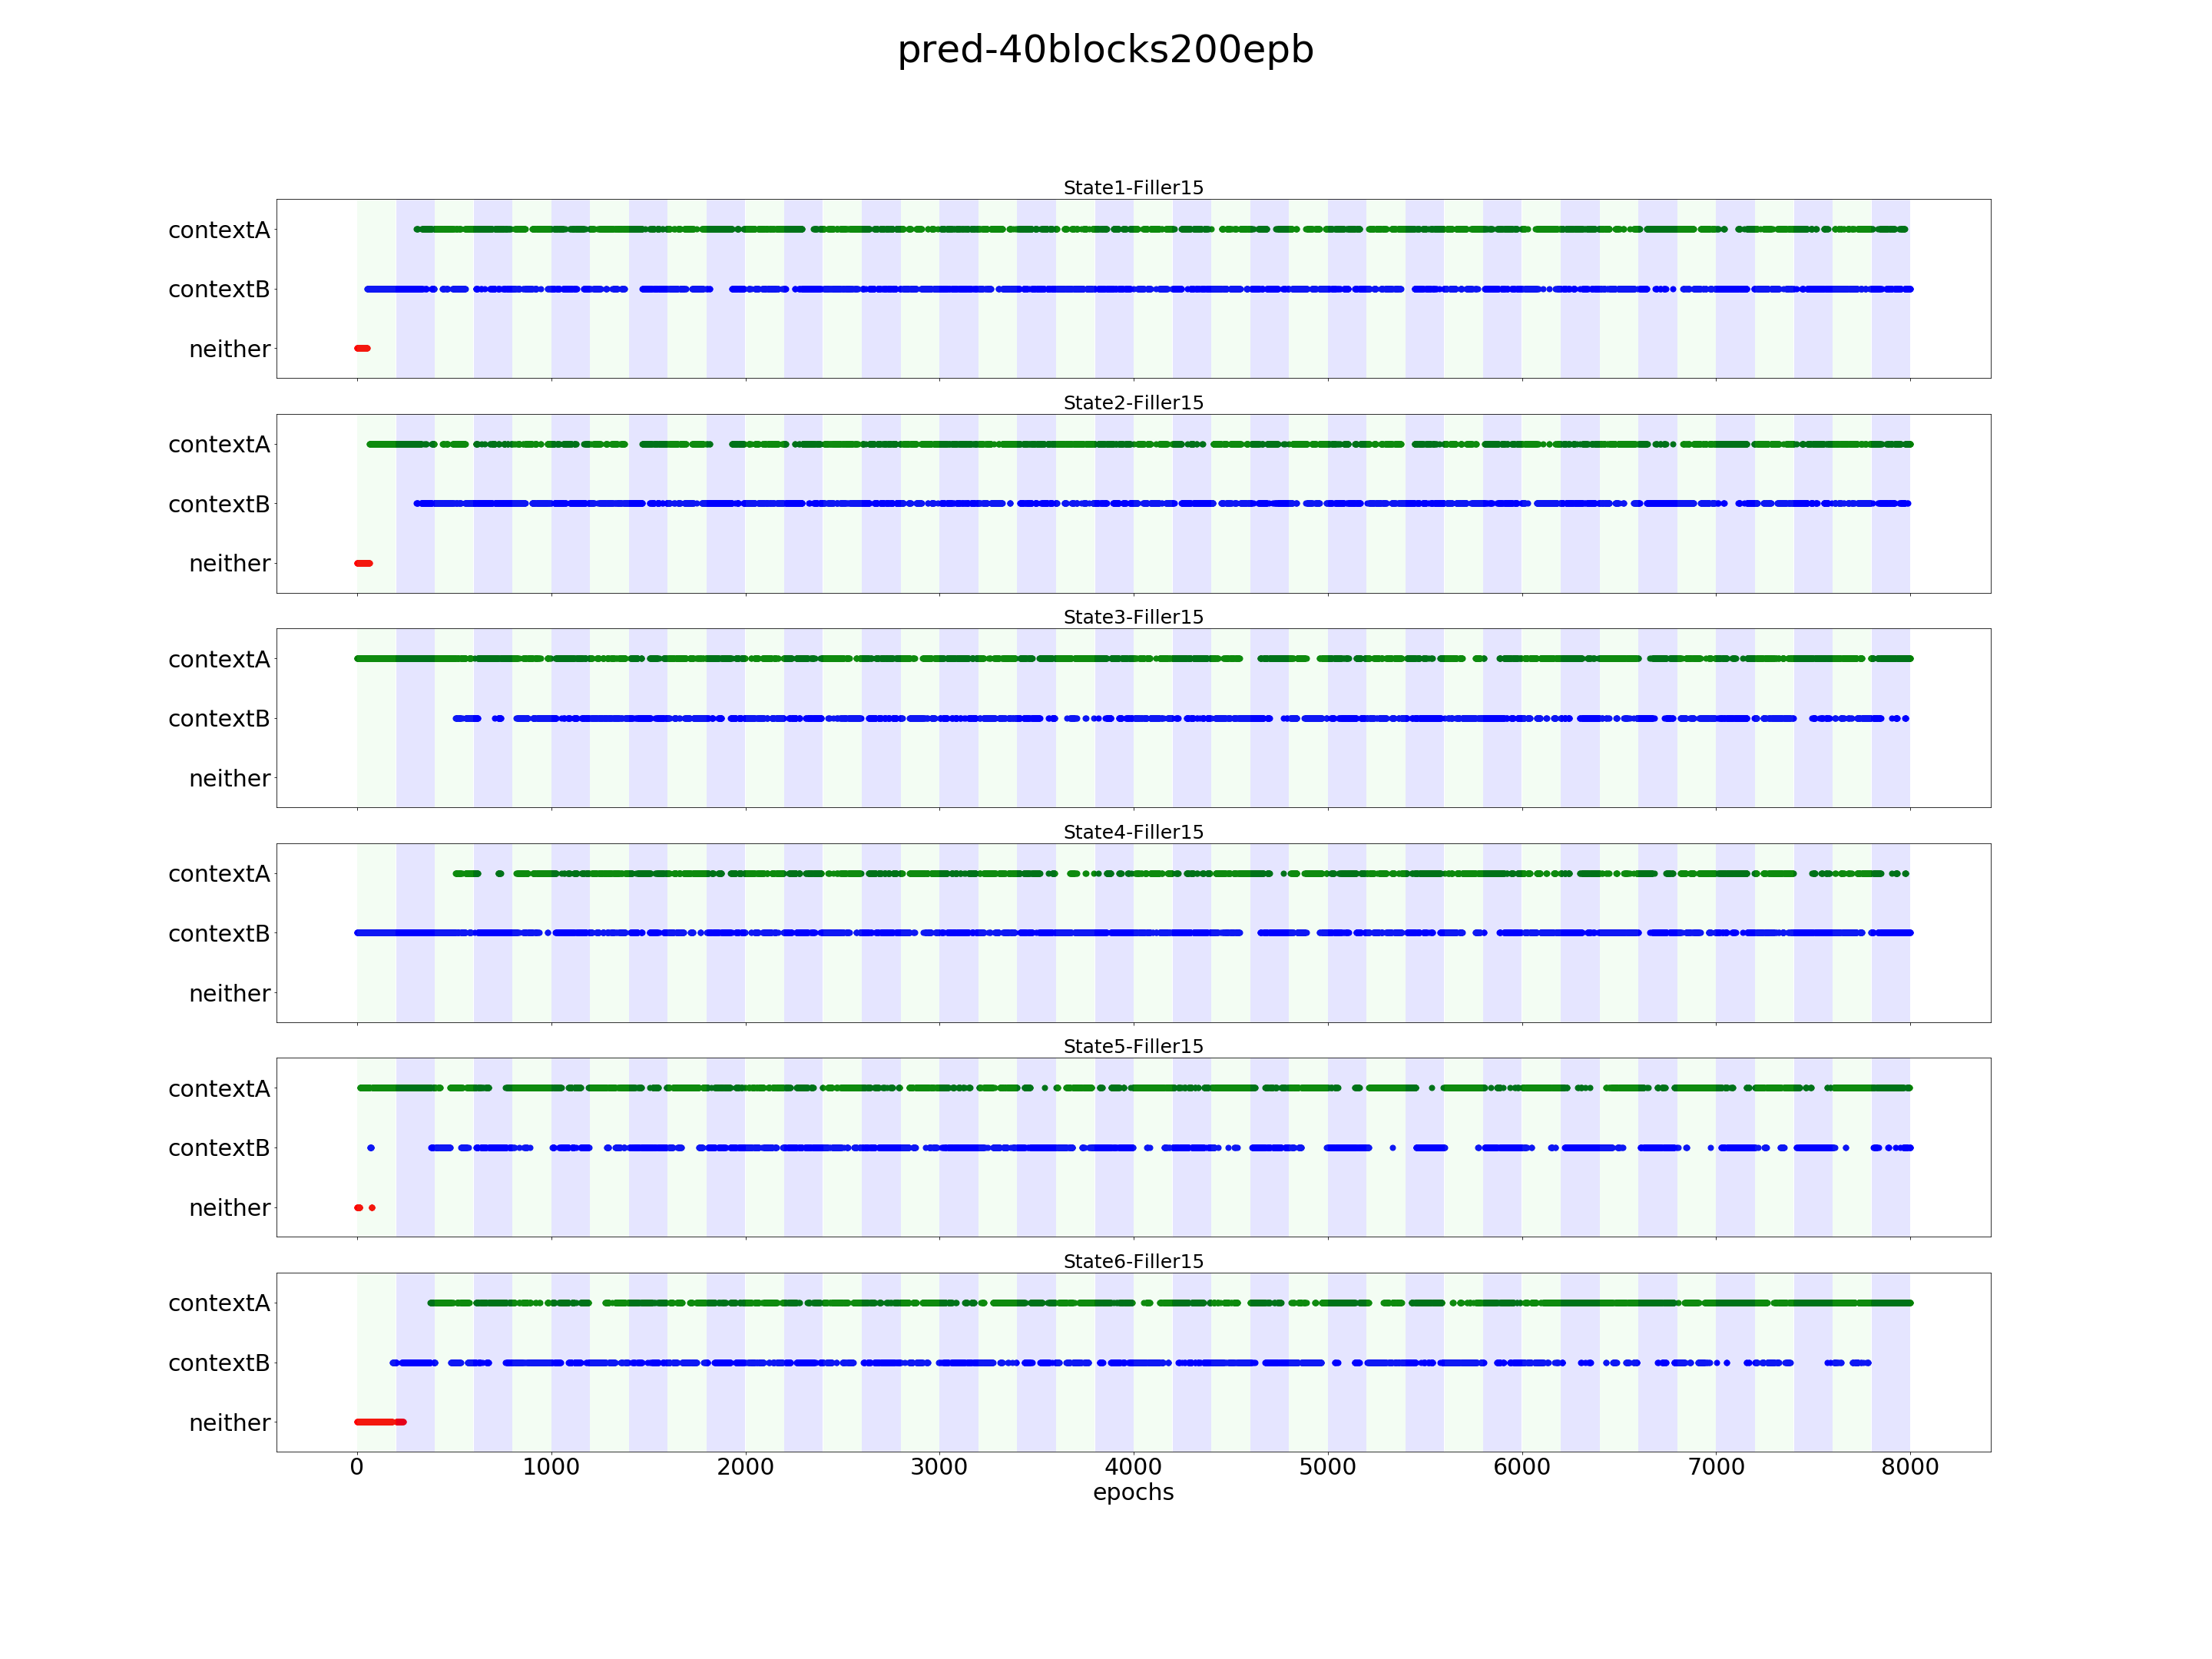 pred-40blocks200epb
State1-Filler15
contextA
contextB
neither
State2-Filler15
contextA
contextB
neither
State3-Filler15
contextA
contextB
neither
State4-Filler15
contextA
contextB
neither
State5-Filler15
contextA
contextB
neither
State6-Filler15
contextA
contextB
neither
0 1000 2000 3000 4000 5000 6000 7000 8000
epochs